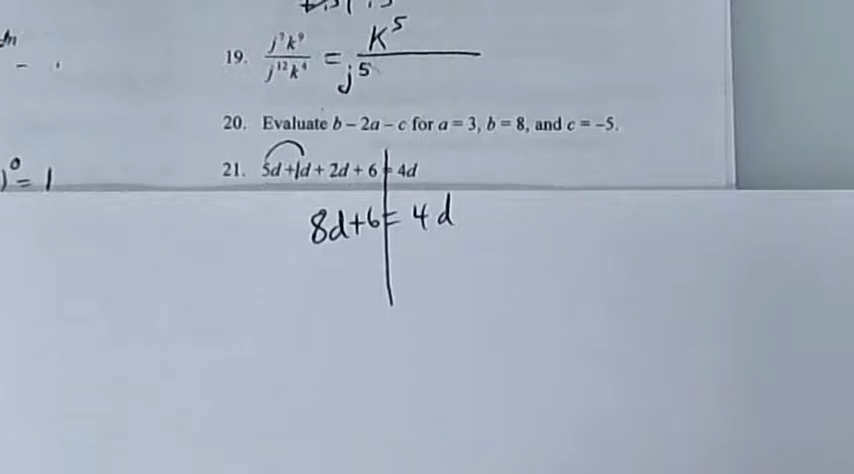 K⁵
19. j⁷k⁹ / j¹²k⁴ = K⁵ / j⁵
20. Evaluate b – 2a – c for a = 3, b = 8, and c = –5.
)⁰ = 1
21. 5d + 1d + 2d + 6 = 4d
8d + 6 = 4d